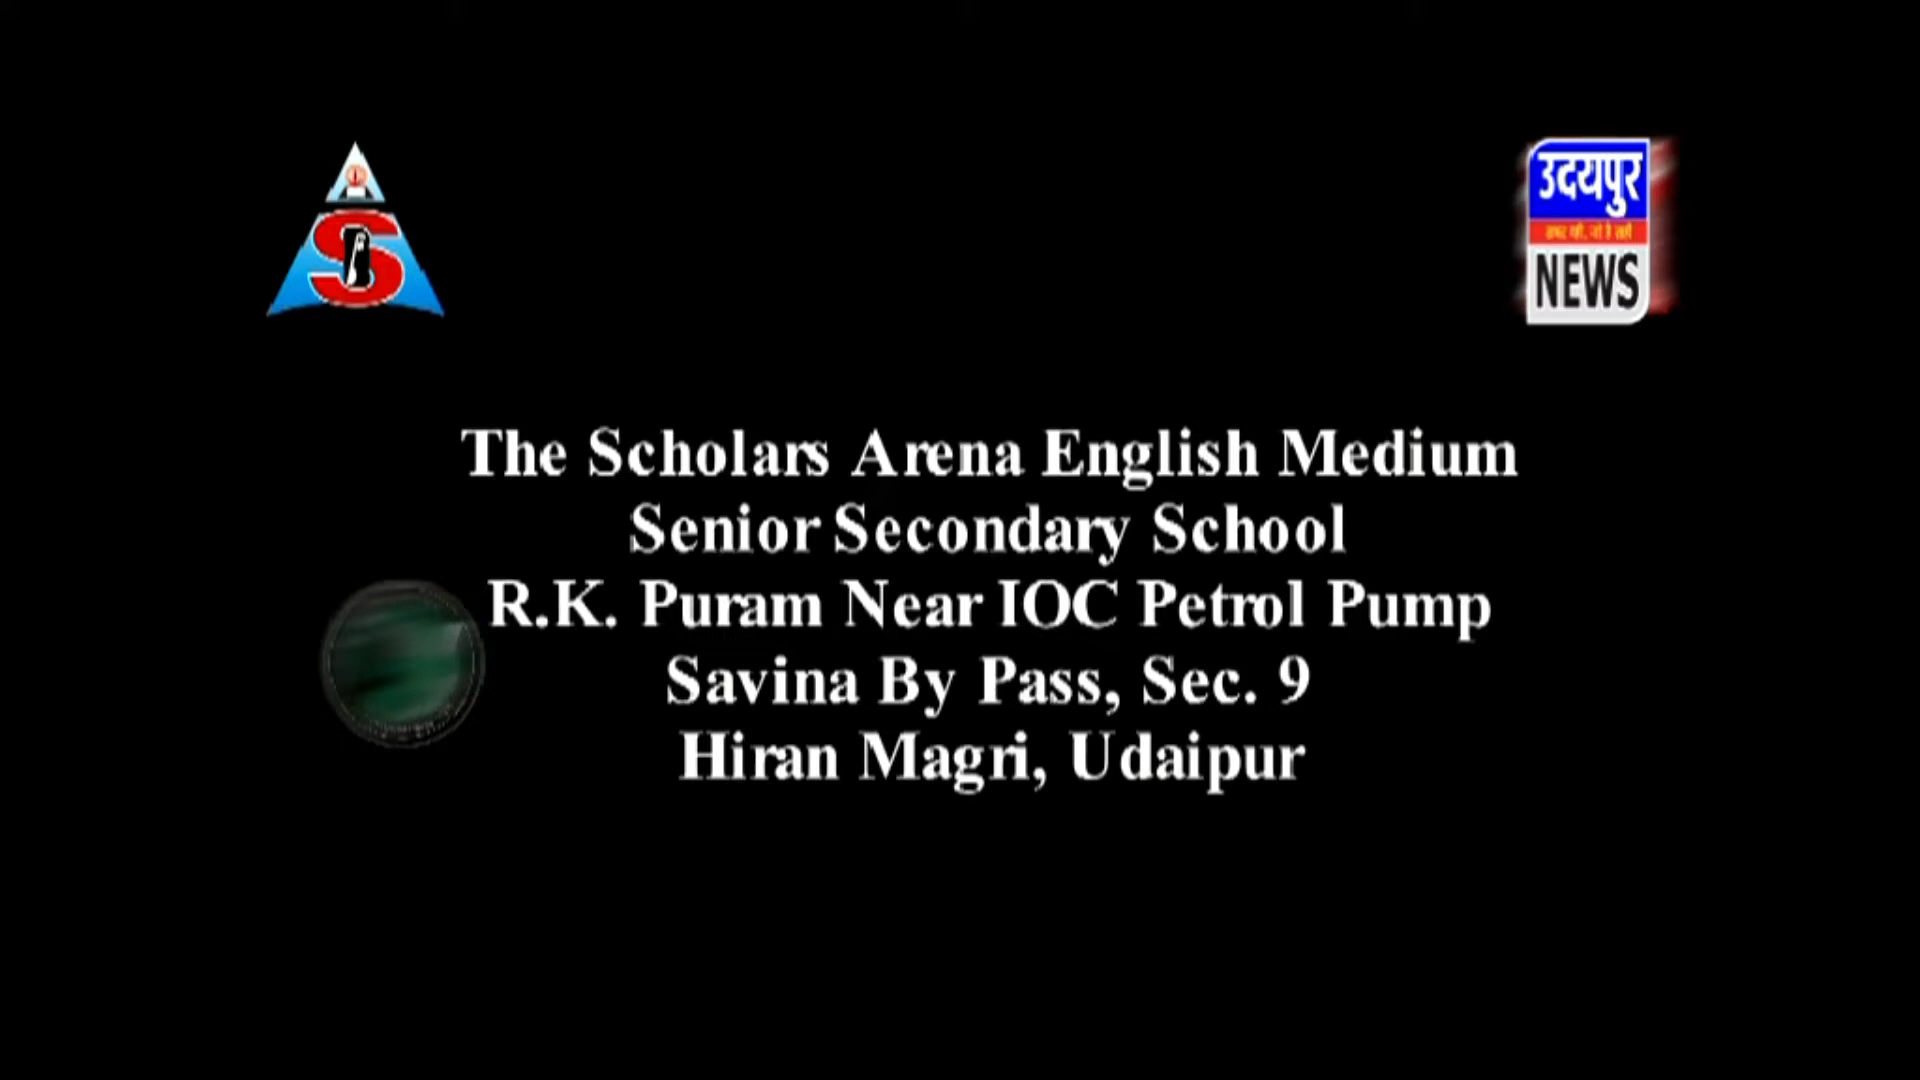 उदयपुर
NEWS
The Scholars Arena English Medium
Senior Secondary School
R.K. Puram Near IOC Petrol Pump
Savina By Pass, Sec. 9
Hiran Magri, Udaipur